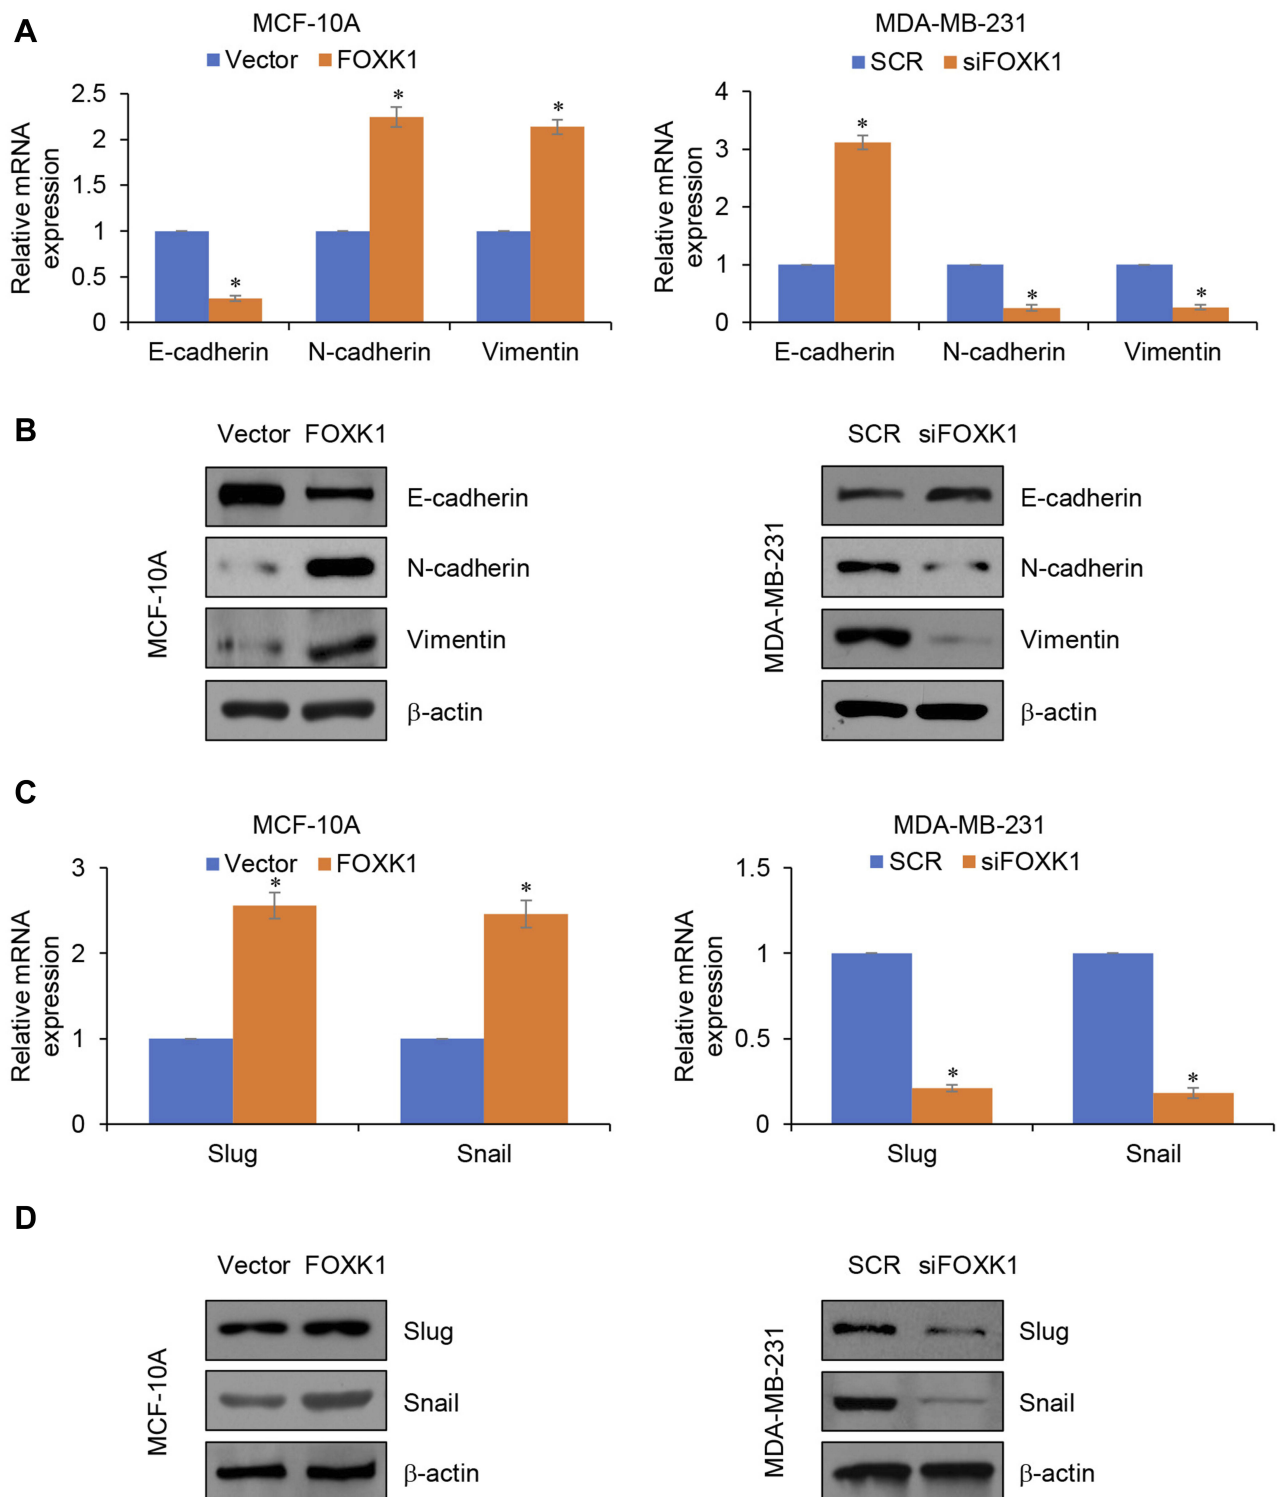 A
MCF-10A
Vector FOXK1
2.5
2
1.5
1
0.5
0
Relative mRNA
expression
*
*
*
E-cadherin N-cadherin Vimentin
MDA-MB-231
SCR siFOXK1
4
3
2
1
0
Relative mRNA
expression
*
*
*
E-cadherin N-cadherin Vimentin
B
Vector FOXK1
MCF-10A
E-cadherin
N-cadherin
Vimentin
β-actin
SCR siFOXK1
MDA-MB-231
E-cadherin
N-cadherin
Vimentin
β-actin
C
MCF-10A
Vector FOXK1
3
2
1
0
Relative mRNA
expression
*
*
Slug Snail
MDA-MB-231
SCR siFOXK1
1.5
1
0.5
0
Relative mRNA
expression
*
*
Slug Snail
D
Vector FOXK1
MCF-10A
Slug
Snail
β-actin
SCR siFOXK1
MDA-MB-231
Slug
Snail
β-actin